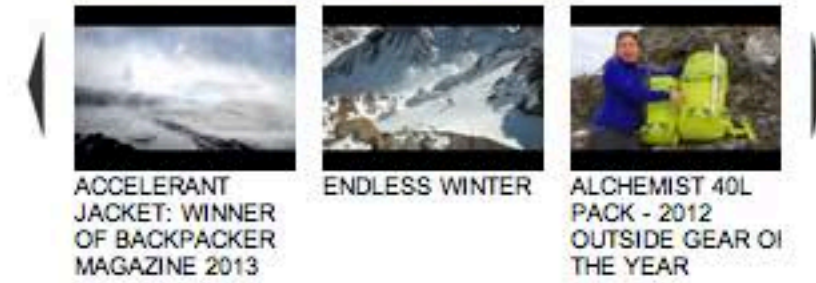 ACCELERANT
JACKET: WINNER
OF BACKPACKER
MAGAZINE 2013
ENDLESS WINTER
ALCHEMIST 40L
PACK - 2012
OUTSIDE GEAR O
THE YEAR